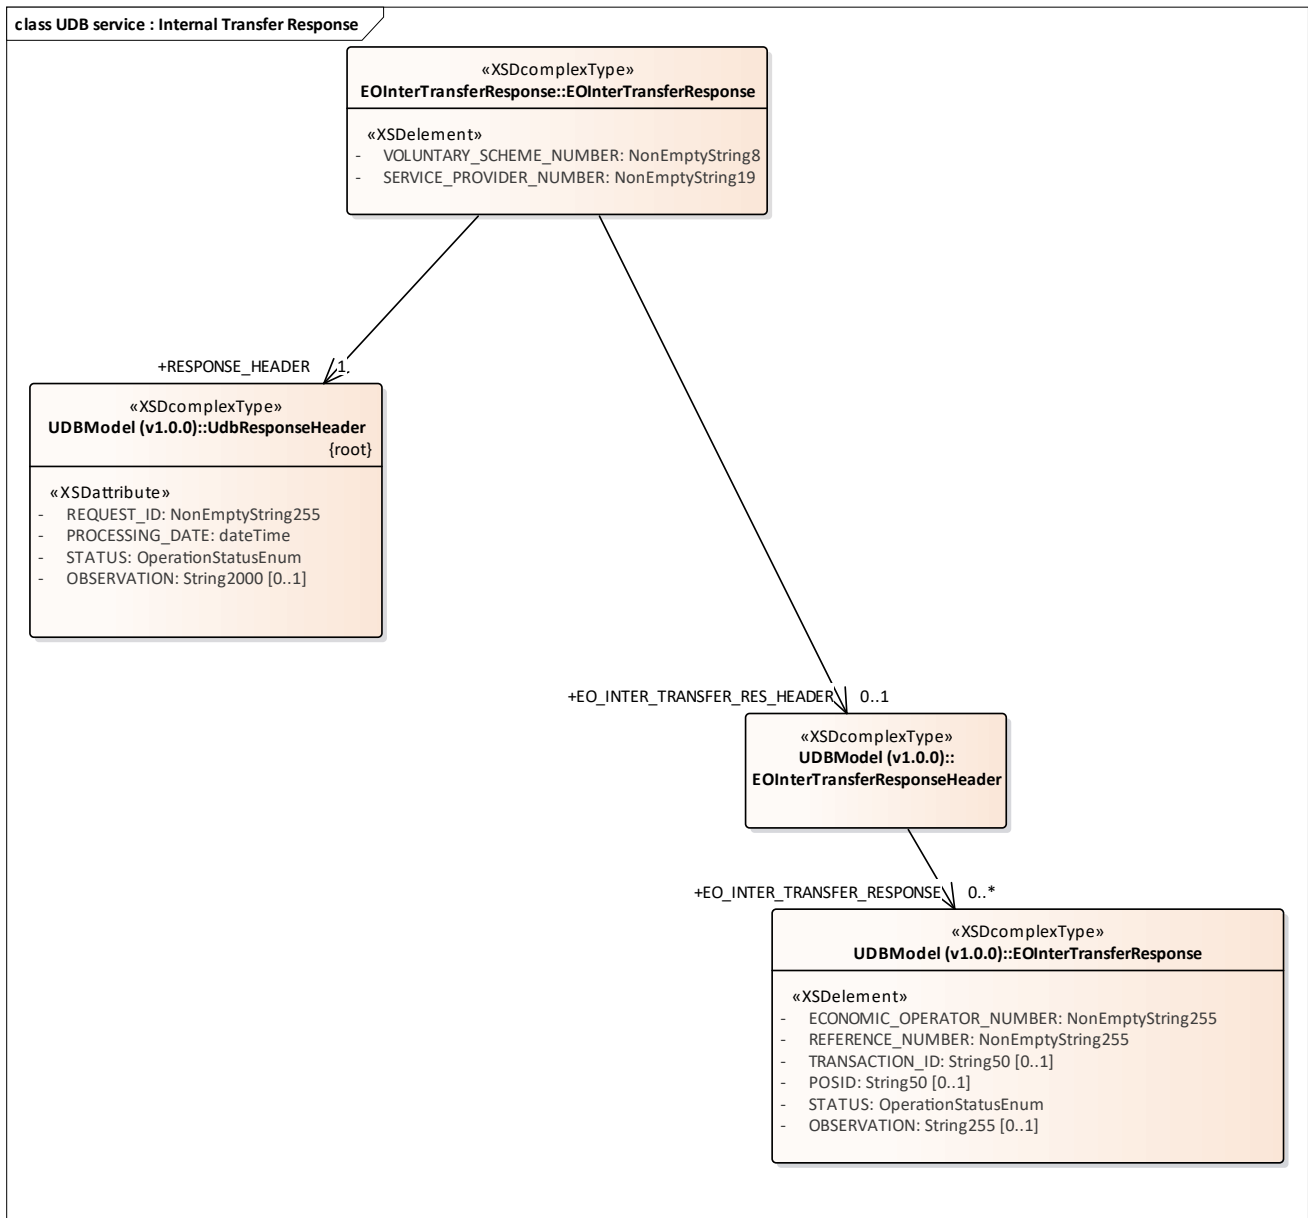 class UDB service : Internal Transfer Response
«XSDcomplexType»
EOInterTransferResponse::EOInterTransferResponse
«XSDelement»
- VOLUNTARY_SCHEME_NUMBER: NonEmptyString8
- SERVICE_PROVIDER_NUMBER: NonEmptyString19
+RESPONSE_HEADER 1
«XSDcomplexType»
UDBModel (v1.0.0)::UdbResponseHeader
{root}
«XSDattribute»
- REQUEST_ID: NonEmptyString255
- PROCESSING_DATE: dateTime
- STATUS: OperationStatusEnum
- OBSERVATION: String2000 [0..1]
+EO_INTER_TRANSFER_RES_HEADER 0..1
«XSDcomplexType»
UDBModel (v1.0.0)::
EOInterTransferResponseHeader
+EO_INTER_TRANSFER_RESPONSE 0..*
«XSDcomplexType»
UDBModel (v1.0.0)::EOInterTransferResponse
«XSDelement»
- ECONOMIC_OPERATOR_NUMBER: NonEmptyString255
- REFERENCE_NUMBER: NonEmptyString255
- TRANSACTION_ID: String50 [0..1]
- POSID: String50 [0..1]
- STATUS: OperationStatusEnum
- OBSERVATION: String255 [0..1]